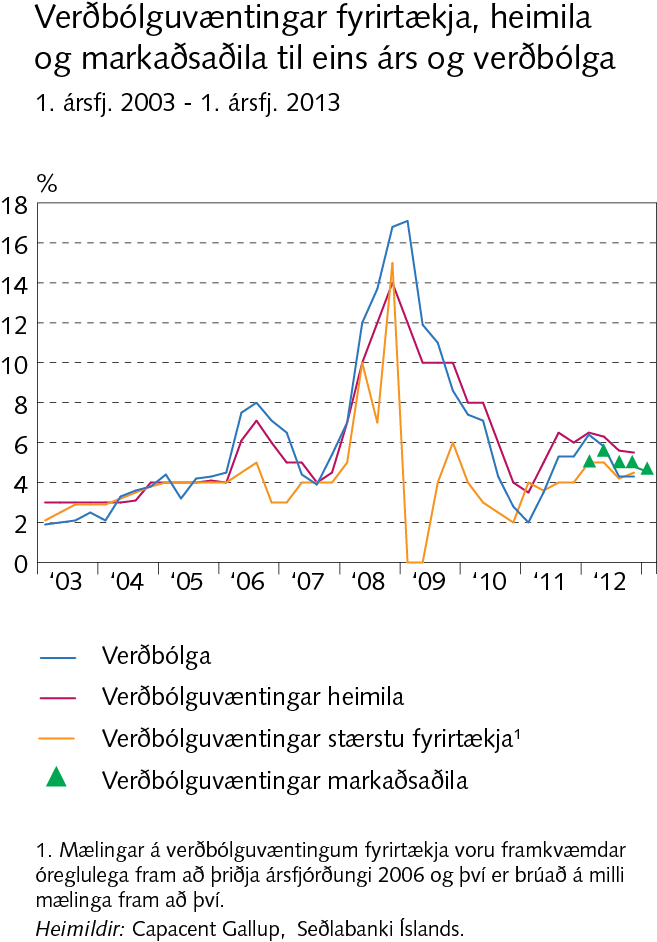 Verðbólguvæntingar fyrirtækja, heimila
og markaðsaðila til eins árs og verðbólga
1. ársfj. 2003 - 1. ársfj. 2013
%
18
16
14
12
10
8
6
4
2
0
‘03 ‘04 ‘05 ‘06 ‘07 ‘08 ‘09 ‘10 ‘11 ‘12
Verðbólga
Verðbólguvæntingar heimila
Verðbólguvæntingar stærstu fyrirtækja¹
Verðbólguvæntingar markaðsaðila
1. Mælingar á verðbólguvæntingum fyrirtækja voru framkvæmdar
óreglulega fram að þriðja ársfjórðungi 2006 og því er brúað á milli
mælinga fram að því.
Heimildir: Capacent Gallup, Seðlabanki Íslands.